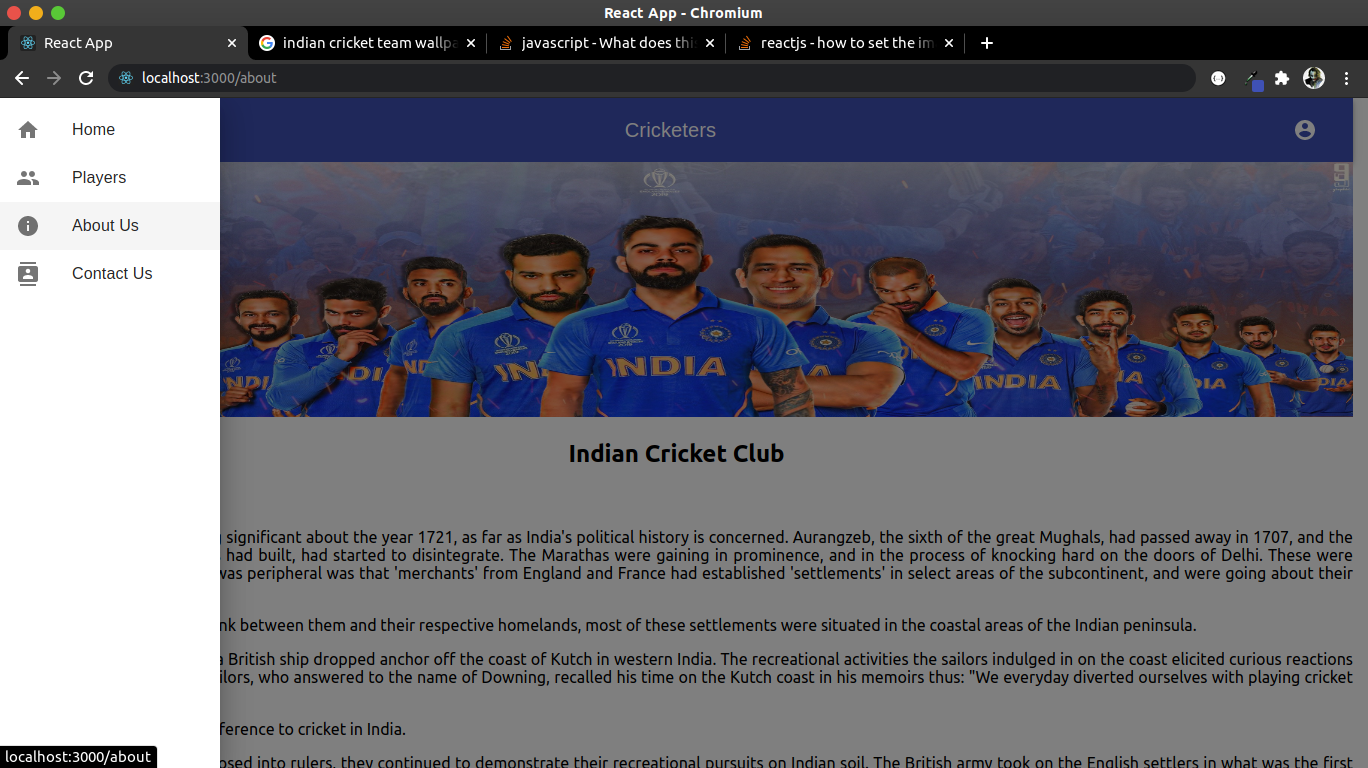 React App - Chromium
React App
indian cricket team wallpa
javascript - What does this
reactjs - how to set the im
localhost:3000/about
Home
Players
About Us
Contact Us
Cricketers
INDIA
INDIA
INDIA
Indian Cricket Club
significant about the year 1721, as far as India's political history is concerned. Aurangzeb, the sixth of the great Mughals, had passed away in 1707, and the
had built, had started to disintegrate. The Marathas were gaining in prominence, and in the process of knocking hard on the doors of Delhi. These were
was peripheral was that 'merchants' from England and France had established 'settlements' in select areas of the subcontinent, and were going about their
nk between them and their respective homelands, most of these settlements were situated in the coastal areas of the Indian peninsula.
a British ship dropped anchor off the coast of Kutch in western India. The recreational activities the sailors indulged in on the coast elicited curious reactions
ilors, who answered to the name of Downing, recalled his time on the Kutch coast in his memoirs thus: "We everyday diverted ourselves with playing cricket
ference to cricket in India.
osed into rulers, they continued to demonstrate their recreational pursuits on Indian soil. The British army took on the English settlers in what was the first
localhost:3000/about